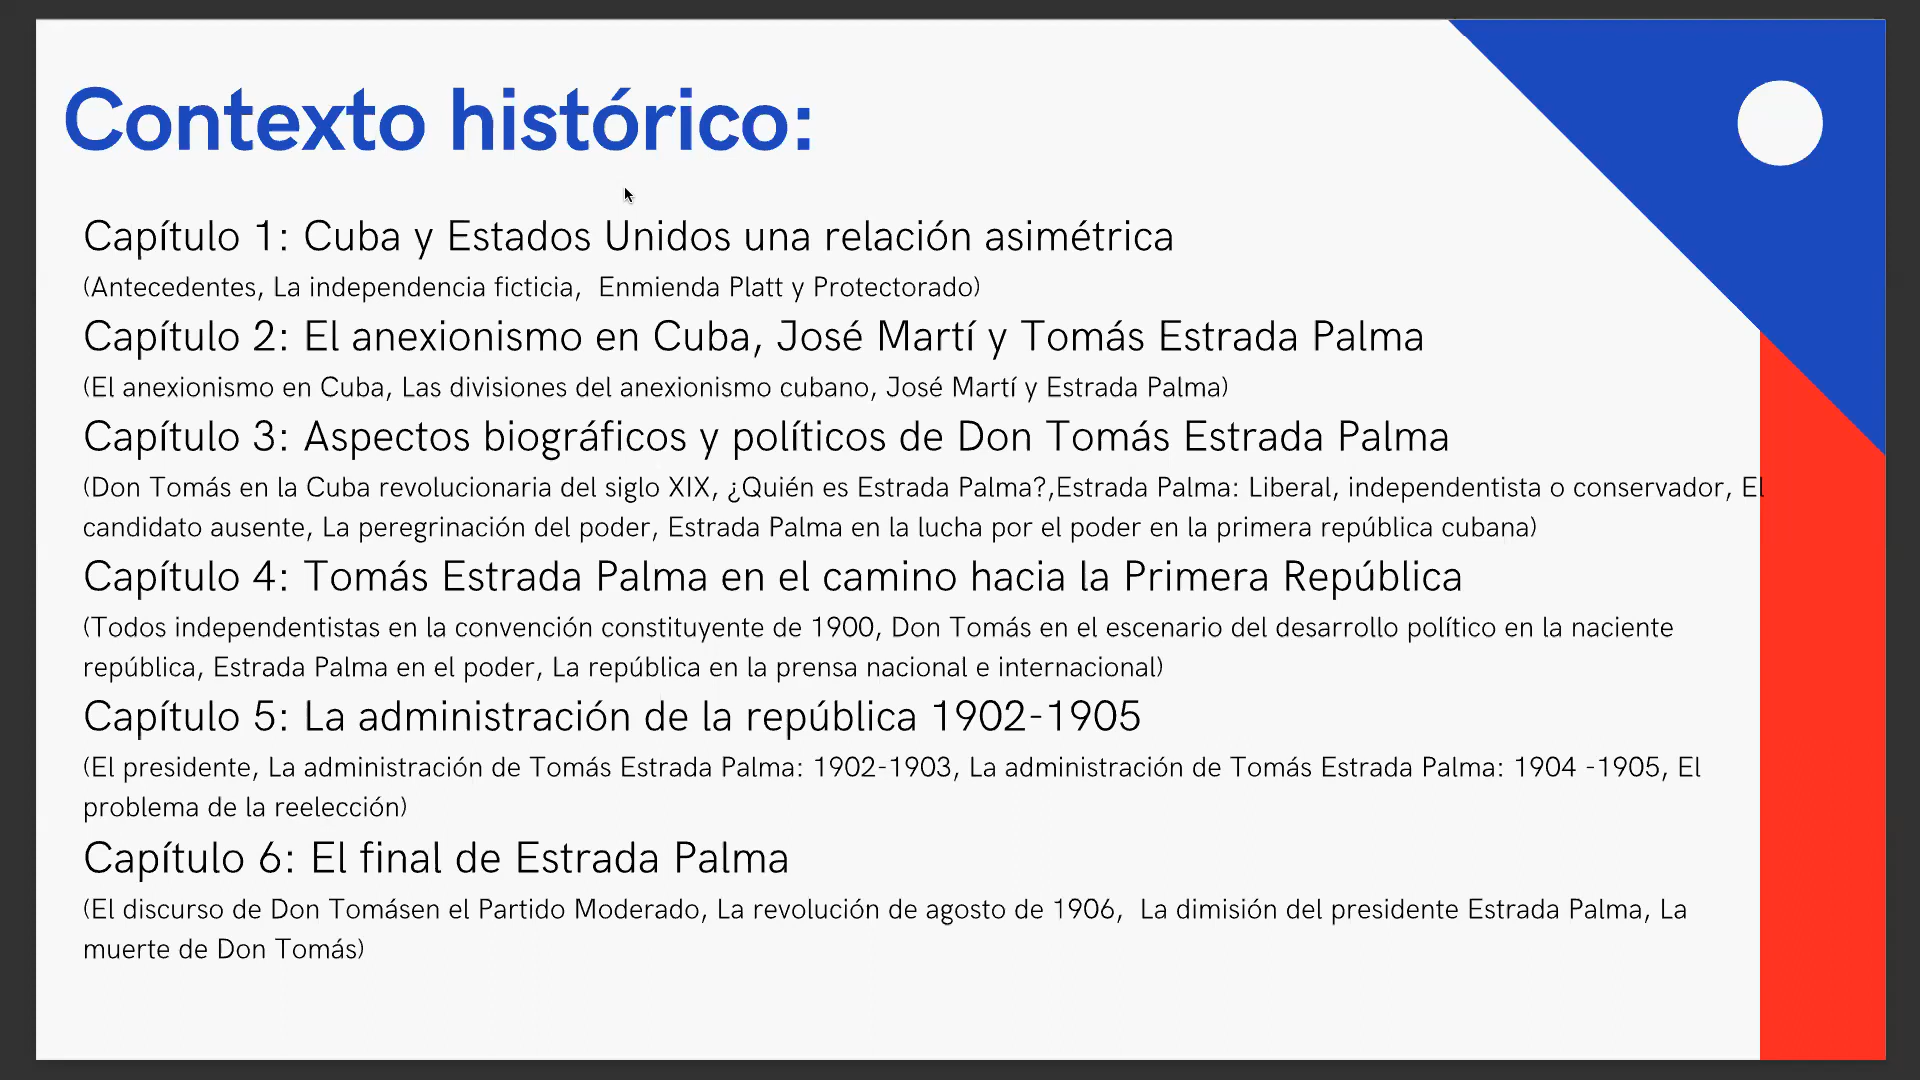 Contexto histórico:
Capítulo 1: Cuba y Estados Unidos una relación asimétrica
(Antecedentes, La independencia ficticia,  Enmienda Platt y Protectorado)
Capítulo 2: El anexionismo en Cuba, José Martí y Tomás Estrada Palma
(El anexionismo en Cuba, Las divisiones del anexionismo cubano, José Martí y Estrada Palma)
Capítulo 3: Aspectos biográficos y políticos de Don Tomás Estrada Palma
(Don Tomás en la Cuba revolucionaria del siglo XIX, ¿Quién es Estrada Palma?,Estrada Palma: Liberal, independentista o conservador, El
candidato ausente, La peregrinación del poder, Estrada Palma en la lucha por el poder en la primera república cubana)
Capítulo 4: Tomás Estrada Palma en el camino hacia la Primera República
(Todos independentistas en la convención constituyente de 1900, Don Tomás en el escenario del desarrollo político en la naciente
república, Estrada Palma en el poder, La república en la prensa nacional e internacional)
Capítulo 5: La administración de la república 1902-1905
(El presidente, La administración de Tomás Estrada Palma: 1902-1903, La administración de Tomás Estrada Palma: 1904 -1905, El
problema de la reelección)
Capítulo 6: El final de Estrada Palma
(El discurso de Don Tomásen el Partido Moderado, La revolución de agosto de 1906,  La dimisión del presidente Estrada Palma, La
muerte de Don Tomás)